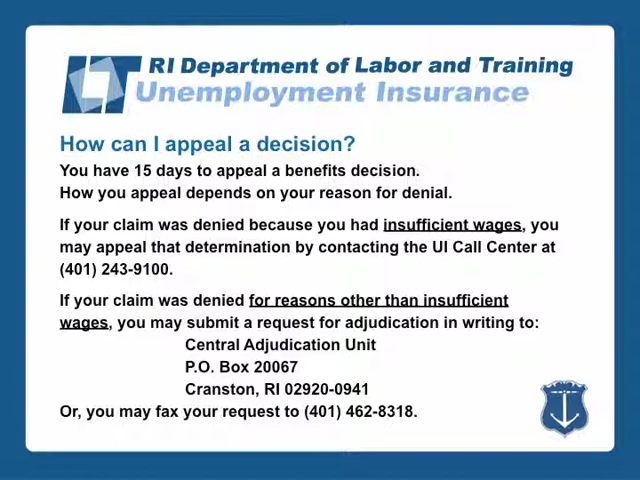 LT RI Department of Labor and Training
Unemployment Insurance
How can I appeal a decision?
You have 15 days to appeal a benefits decision.
How you appeal depends on your reason for denial.
If your claim was denied because you had insufficient wages, you
may appeal that determination by contacting the UI Call Center at
(401) 243-9100.
If your claim was denied for reasons other than insufficient
wages, you may submit a request for adjudication in writing to:
Central Adjudication Unit
P.O. Box 20067
Cranston, RI 02920-0941
Or, you may fax your request to (401) 462-8318.